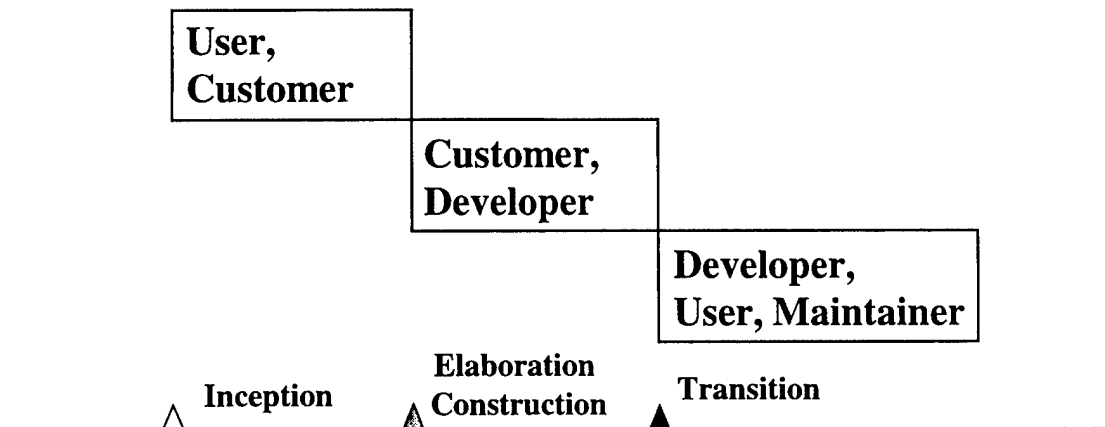 User,
Customer
Customer,
Developer
Developer,
User, Maintainer
Inception
Elaboration
Construction
Transition